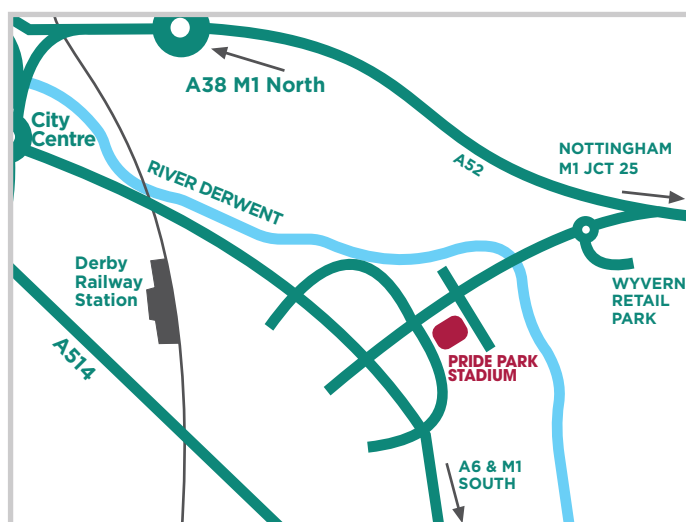 A38 M1 North
City
Centre
A52
NOTTINGHAM
M1 JCT 25
RIVER DERWENT
Derby
Railway
Station
WYVERN
RETAIL
PARK
A514
PRIDE PARK
STADIUM
A6 & M1
SOUTH